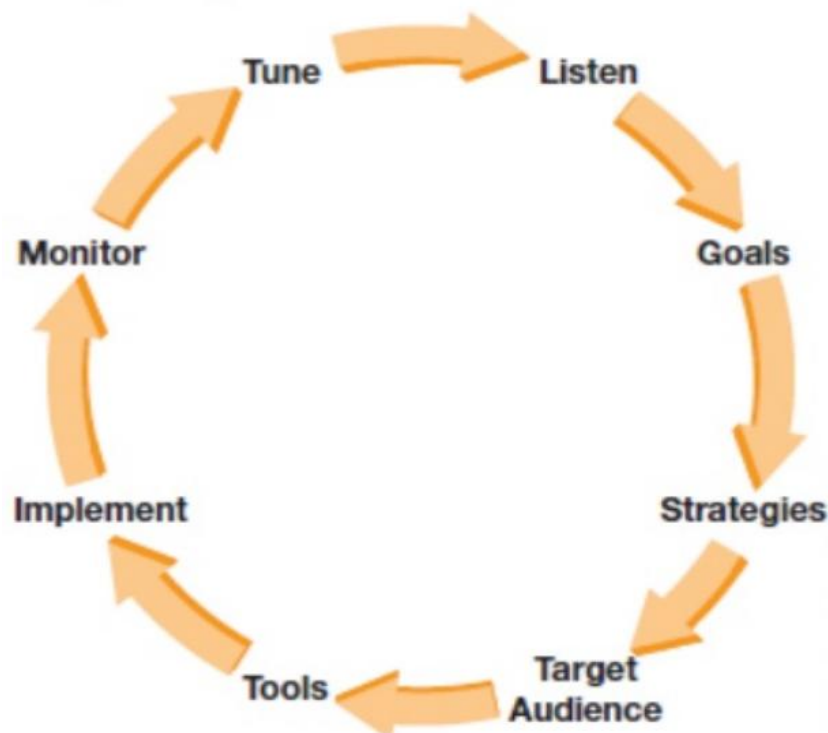 Tune
Listen
Monitor
Goals
Implement
Strategies
Tools
Target
Audience